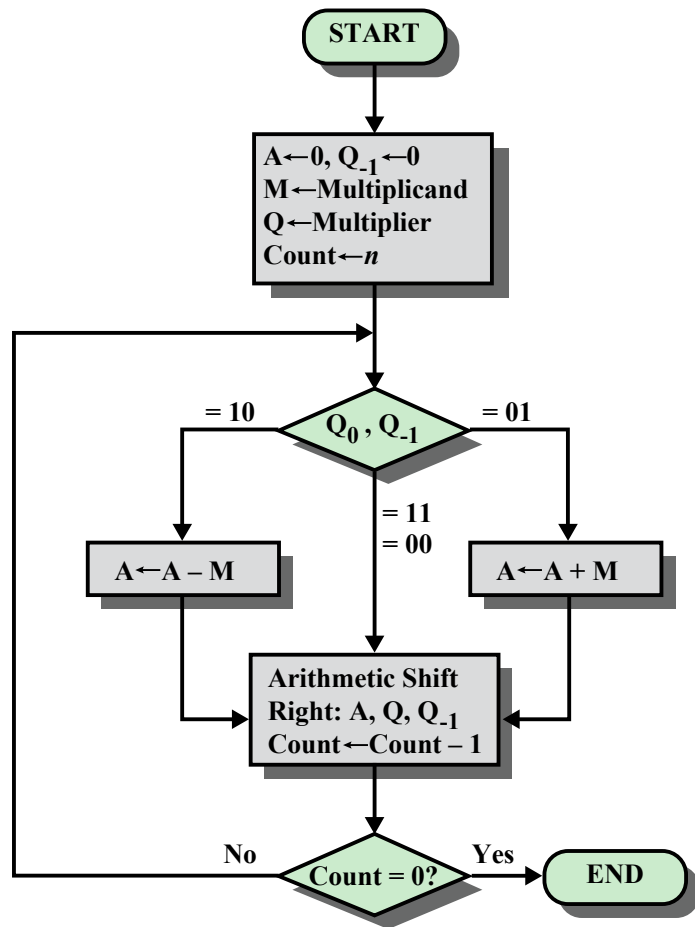 START
A←0, Q₋₁←0
M←Multiplicand
Q←Multiplier
Count←n
= 10
Q₀ , Q₋₁
= 01
= 11
= 00
A←A – M
A←A + M
Arithmetic Shift
Right: A, Q, Q₋₁
Count←Count – 1
No
Count = 0?
Yes
END